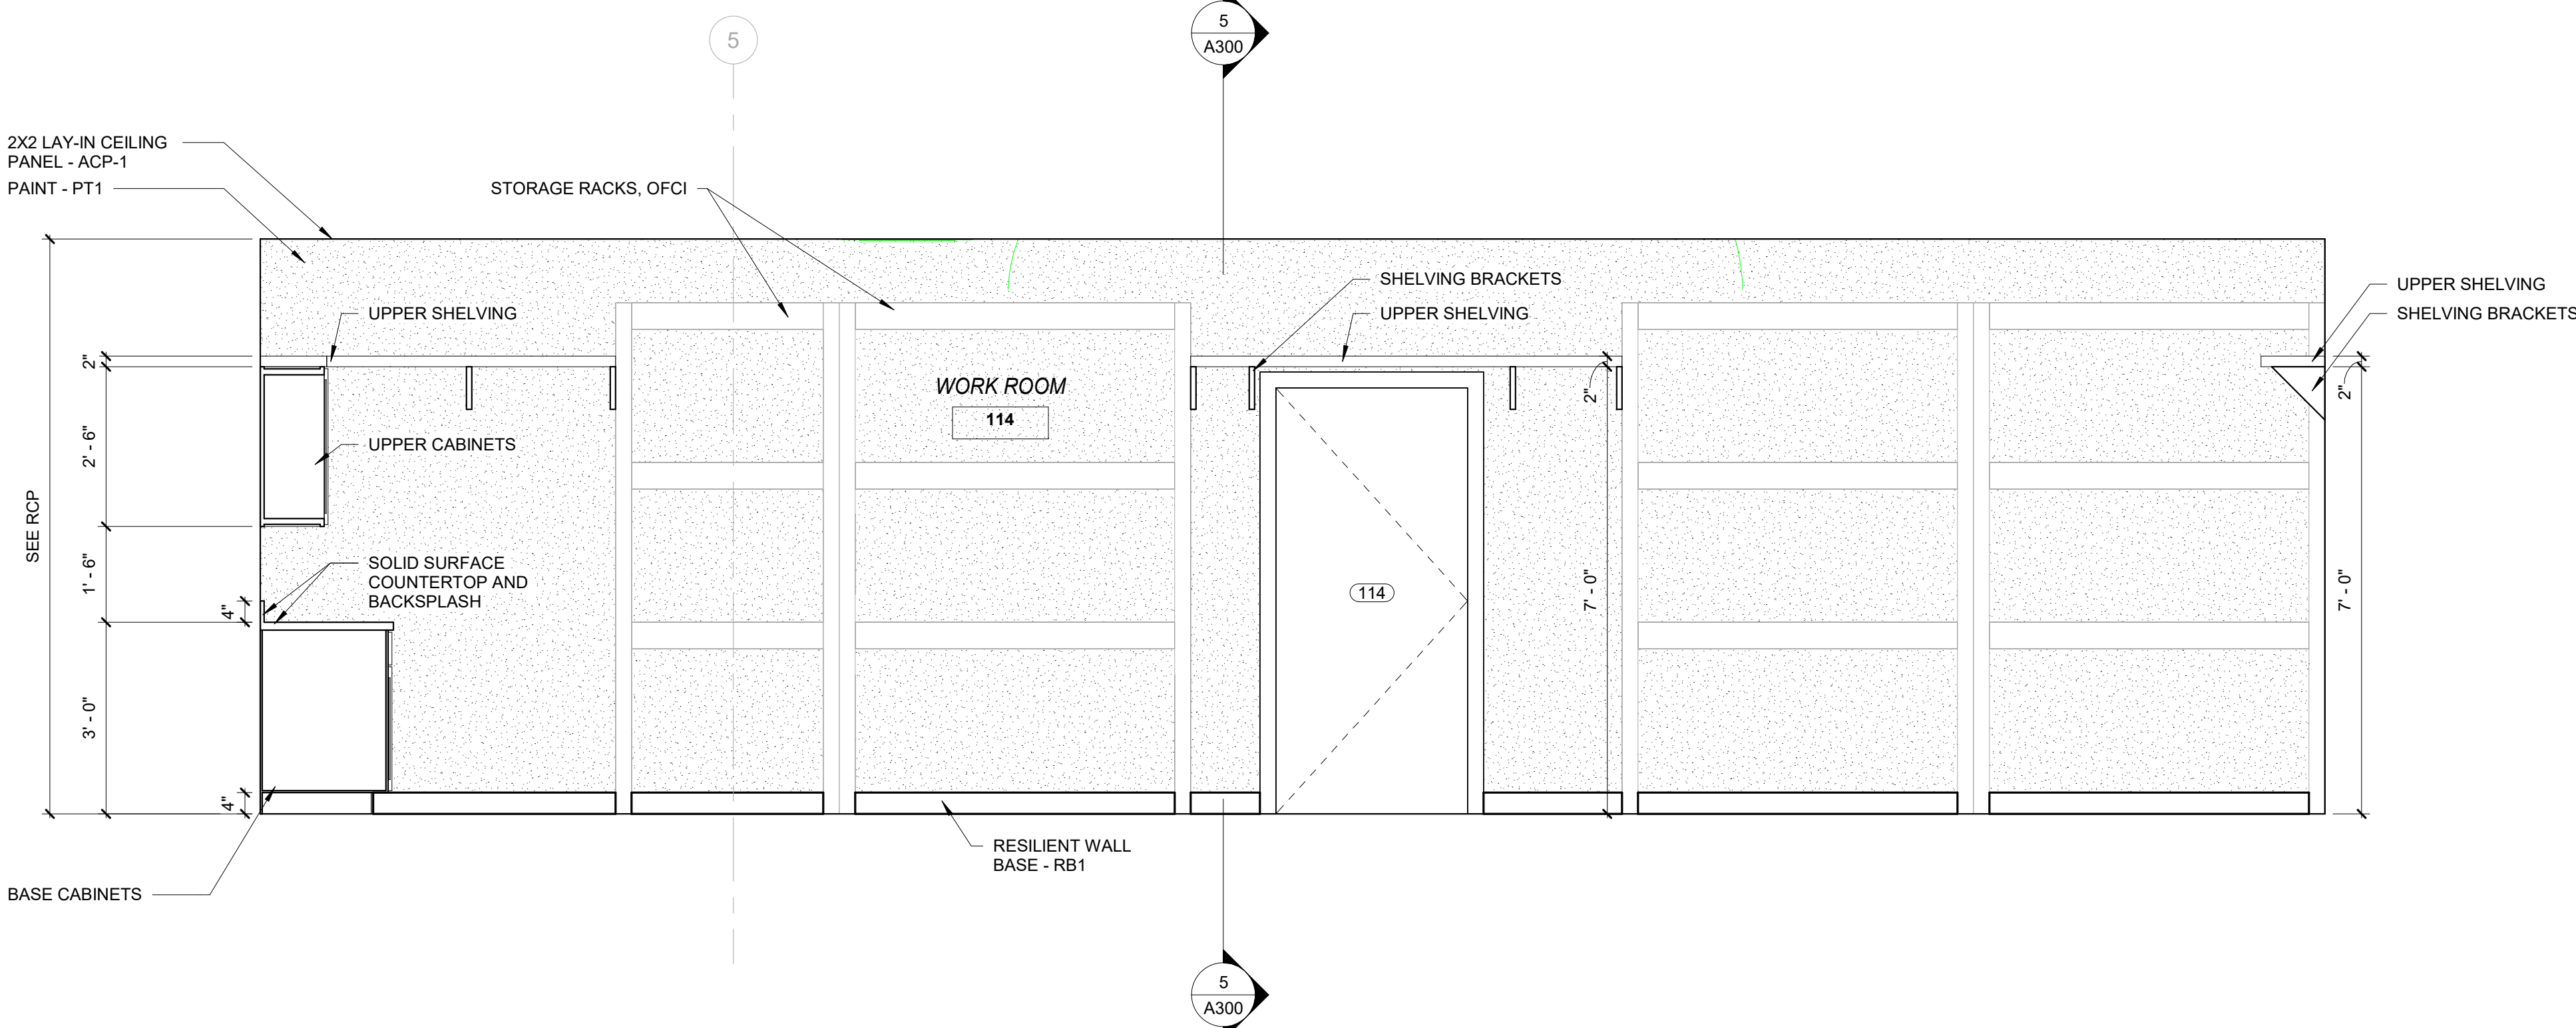 5
5
A300
2X2 LAY-IN CEILING
PANEL - ACP-1
PAINT - PT1
STORAGE RACKS, OFCI
SHELVING BRACKETS
UPPER SHELVING
UPPER SHELVING
UPPER SHELVING
SHELVING BRACKETS
2"
WORK ROOM
114
2"
2"
2' - 6"
UPPER CABINETS
SEE RCP
1' - 6"
SOLID SURFACE
COUNTERTOP AND
BACKSPLASH
4"
114
7' - 0"
7' - 0"
3' - 0"
4"
RESILIENT WALL
BASE - RB1
BASE CABINETS
5
A300